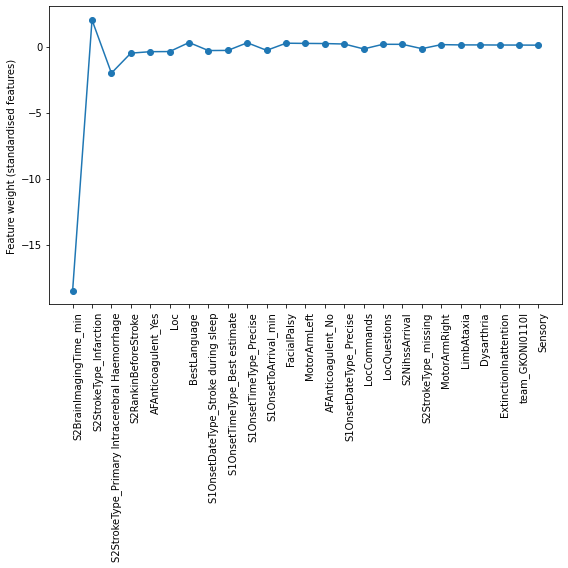 Feature weight (standardised features)
0
−5
−10
−15
S2BrainImagingTime_min
S2StrokeType_Infarction
S2StrokeType_Primary Intracerebral Haemorrhage
S2RankinBeforeStroke
AFAnticoagulent_Yes
Loc
BestLanguage
S1OnsetDateType_Stroke during sleep
S1OnsetTimeType_Best estimate
S1OnsetTimeType_Precise
S1OnsetToArrival_min
FacialPalsy
MotorArmLeft
AFAnticoagulent_No
S1OnsetDateType_Precise
LocCommands
LocQuestions
S2NihssArrival
S2StrokeType_missing
MotorArmRight
LimbAtaxia
Dysarthria
ExtinctionInattention
team_GKONI0110I
Sensory